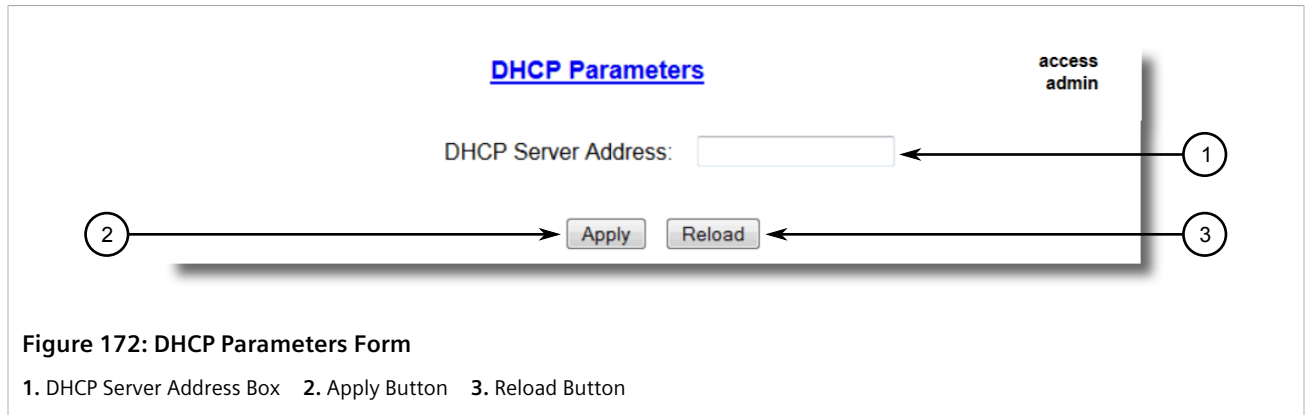 DHCP Parameters
access
admin
DHCP Server Address:
1
2
Apply
Reload
3
Figure 172: DHCP Parameters Form
1. DHCP Server Address Box 2. Apply Button 3. Reload Button